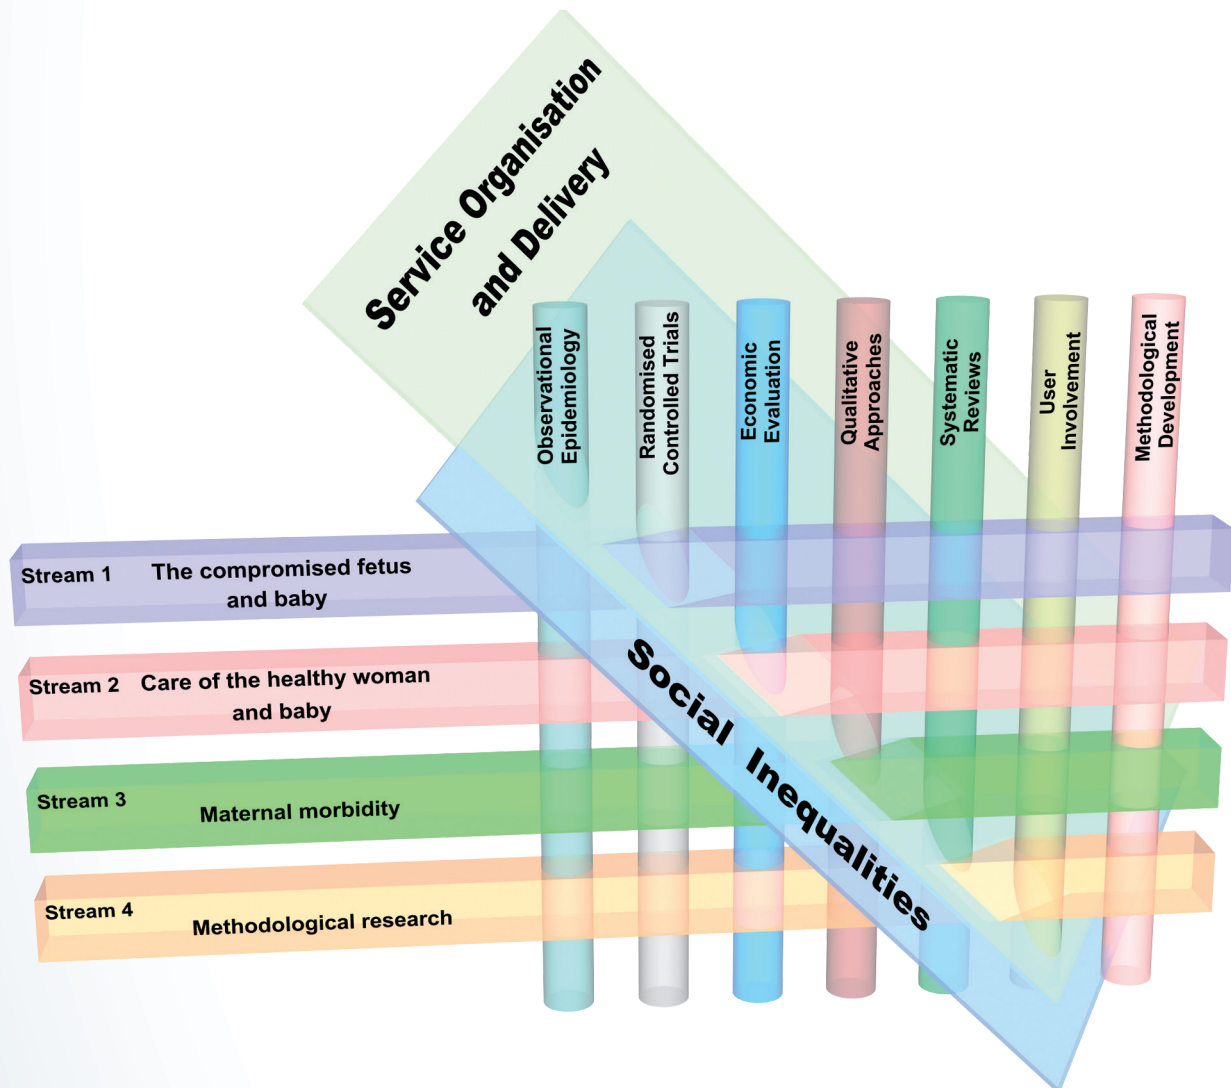 Service Organisation
and Delivery
Observational
Epidemiology
Randomised
Controlled Trials
Economic
Evaluation
Qualitative
Approaches
Systematic
Reviews
User
Involvement
Methodological
Development
Stream 1 The compromised fetus
and baby
Stream 2 Care of the healthy woman
and baby
Stream 3 Maternal morbidity
Stream 4 Methodological research
Social Inequalities